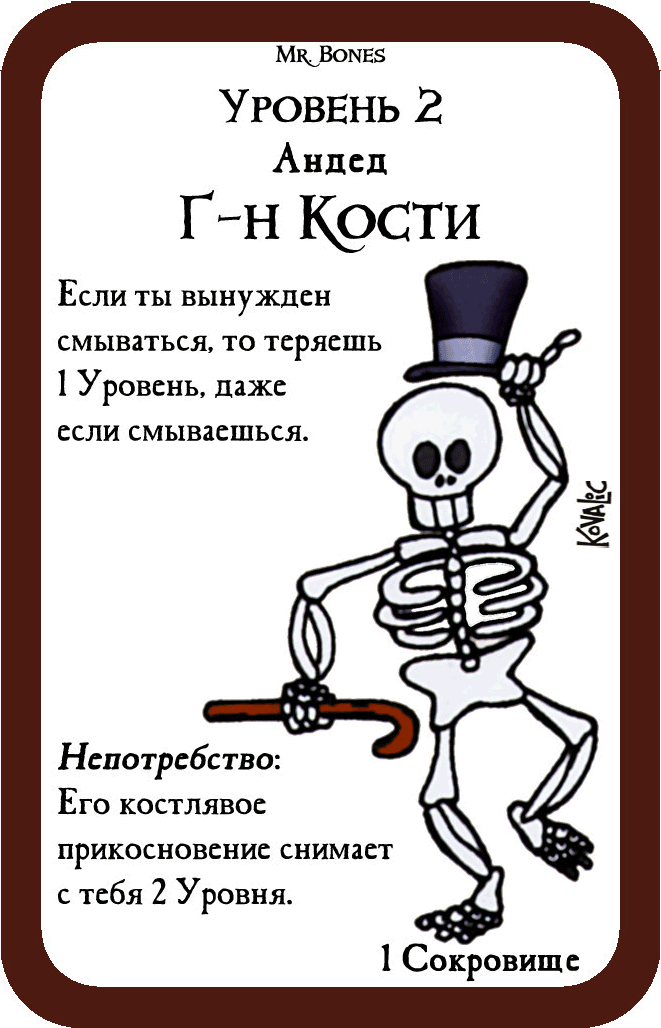 Mr. Bones
Уровень 2
Андед
Г-н Кости
Если ты вынужден
смываться, то теряешь
1 Уровень, даже
если смываешься.
Kovalic
Непотребство:
Его костлявое
прикосновение снимает
с тебя 2 Уровня.
1 Сокровище